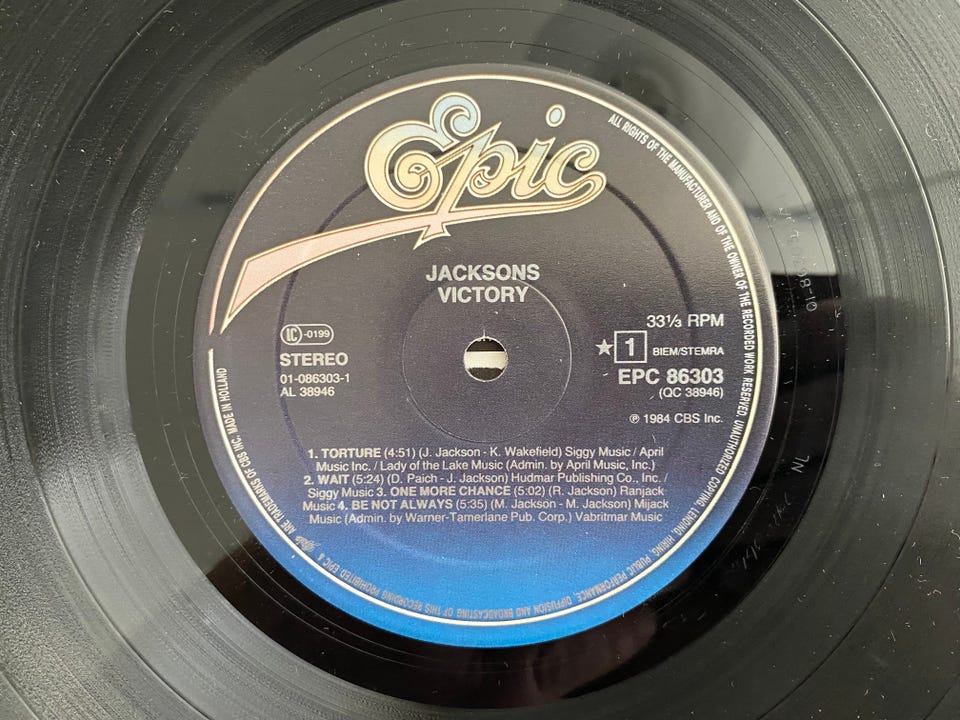 Epic
JACKSONS
VICTORY
LC -0199
STEREO
01-086303-1
AL 38946
33⅓ RPM
★ 1 BIEM/STEMRA
EPC 86303
(QC 38946)
℗ 1984 CBS Inc.
1. TORTURE (4:51) (J. Jackson - K. Wakefield) Siggy Music / April
Music Inc. / Lady of the Lake Music (Admin. by April Music, Inc.)
2. WAIT (5:24) (D. Paich - J. Jackson) Hudmar Publishing Co., Inc. /
Siggy Music 3. ONE MORE CHANCE (5:02) (R. Jackson) Ranjack
Music 4. BE NOT ALWAYS (5:35) (M. Jackson - M. Jackson) Mijack
Music (Admin. by Warner-Tamerlane Pub. Corp.) Vabritmar Music
ALL RIGHTS OF THE MANUFACTURER AND OF THE OWNER OF THE RECORDED WORK RESERVED. UNAUTHORIZED COPYING, LENDING, HIRING, PUBLIC PERFORMANCE, DIFFUSION AND BROADCASTING OF THIS RECORDING PROHIBITED EPIC & Epic ARE TRADEMARKS OF CBS INC. MADE IN HOLLAND
NL